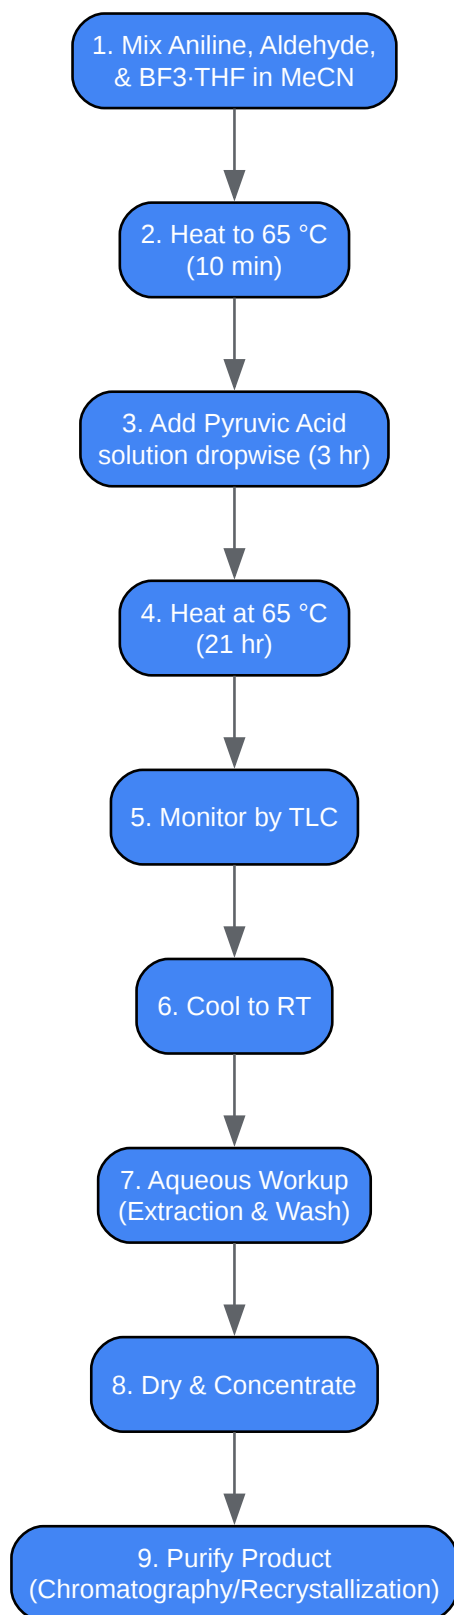 1. Mix Aniline, Aldehyde,
& BF3·THF in MeCN
2. Heat to 65 °C
(10 min)
3. Add Pyruvic Acid
solution dropwise (3 hr)
4. Heat at 65 °C
(21 hr)
5. Monitor by TLC
6. Cool to RT
7. Aqueous Workup
(Extraction & Wash)
8. Dry & Concentrate
9. Purify Product
(Chromatography/Recrystallization)